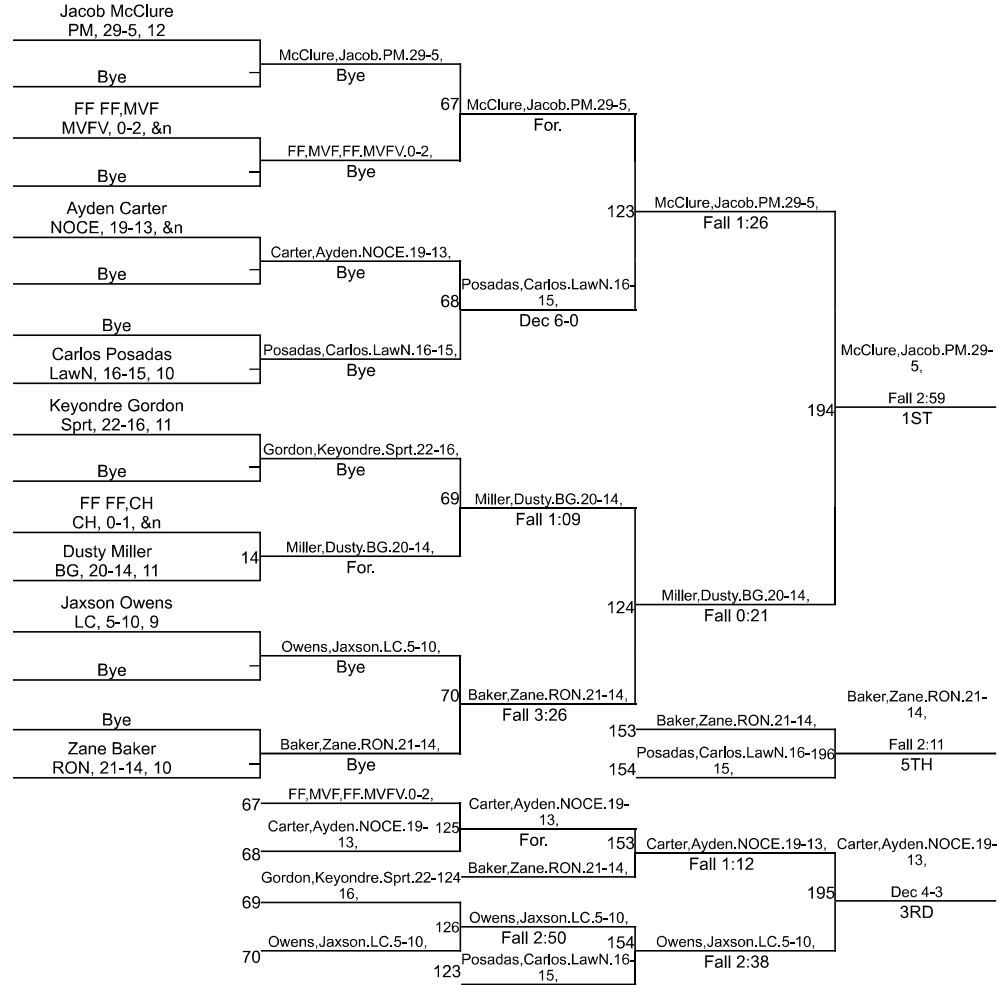 Jacob McClure
PM, 29-5, 12
McClure,Jacob.PM.29-5,
Bye
Bye
67
McClure,Jacob.PM.29-5,
For.
FF FF,MVF
MVFV, 0-2, &n
FF,MVF,FF.MVFV.0-2,
Bye
Bye
Ayden Carter
NOCE, 19-13, &n
123
McClure,Jacob.PM.29-5,
Fall 1:26
Carter,Ayden.NOCE.19-13,
Bye
Bye
68
Posadas,Carlos.LawN.16-
15,
Dec 6-0
Bye
Carlos Posadas
LawN, 16-15, 10
Posadas,Carlos.LawN.16-15,
Bye
McClure,Jacob.PM.29-
5,
Fall 2:59
1ST
194
Keyondre Gordon
Sprt, 22-16, 11
Gordon,Keyondre.Sprt.22-16,
Bye
Bye
69
Miller,Dusty.BG.20-14,
Fall 1:09
FF FF,CH
CH, 0-1, &n
14
Miller,Dusty.BG.20-14,
For.
Dusty Miller
BG, 20-14, 11
Jaxson Owens
LC, 5-10, 9
124
Miller,Dusty.BG.20-14,
Fall 0:21
Owens,Jaxson.LC.5-10,
Bye
Bye
70
Baker,Zane.RON.21-14,
Fall 3:26
Bye
Zane Baker
RON, 21-14, 10
Baker,Zane.RON.21-14,
Bye
153
Baker,Zane.RON.21-14,
154
Posadas,Carlos.LawN.16-
15,
196
Baker,Zane.RON.21-
14,
Fall 2:11
5TH
67
FF,MVF,FF.MVFV.0-2,
68
Carter,Ayden.NOCE.19-
13,
125
Carter,Ayden.NOCE.19-
13,
For.
153
Carter,Ayden.NOCE.19-13,
Fall 1:12
124
Baker,Zane.RON.21-14,
69
Gordon,Keyondre.Sprt.22-
16,
195
Carter,Ayden.NOCE.19-
13,
Dec 4-3
3RD
70
Owens,Jaxson.LC.5-10,
126
Owens,Jaxson.LC.5-10,
Fall 2:50
154
Owens,Jaxson.LC.5-10,
Fall 2:38
123
Posadas,Carlos.LawN.16-
15,